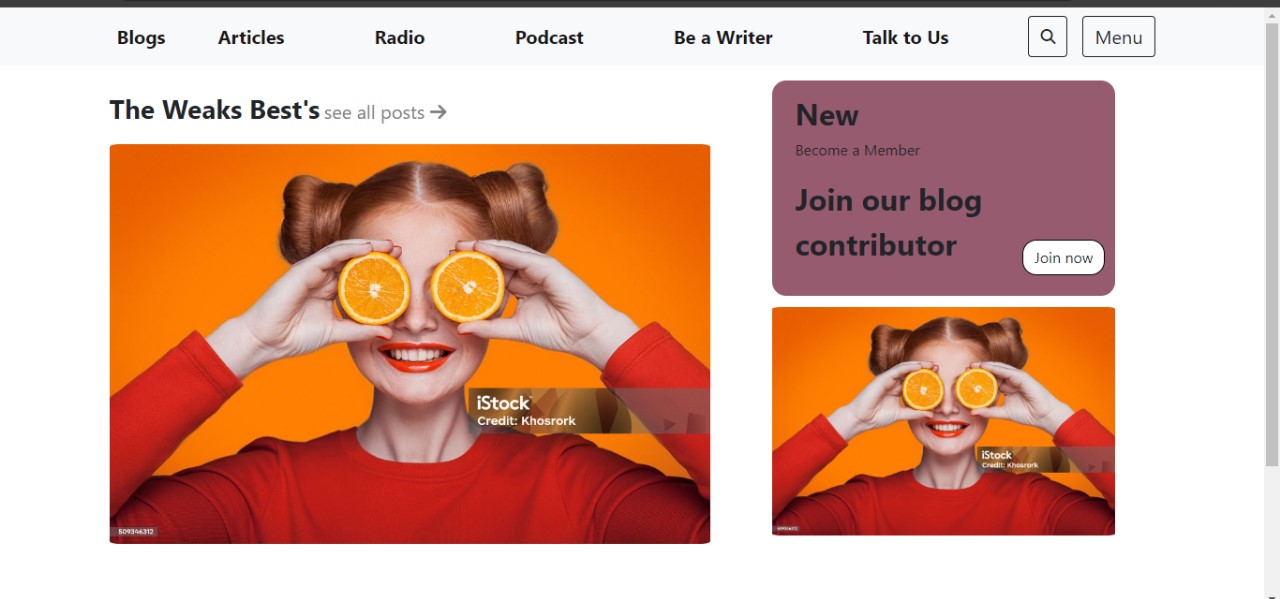 Blogs Articles Radio Podcast Be a Writer Talk to Us Menu
The Weaks Best's see all posts →
iStock
Credit: Khosrork
509346312
New
Become a Member
Join our blog
contributor
Join now
iStock
Credit: Khosrork